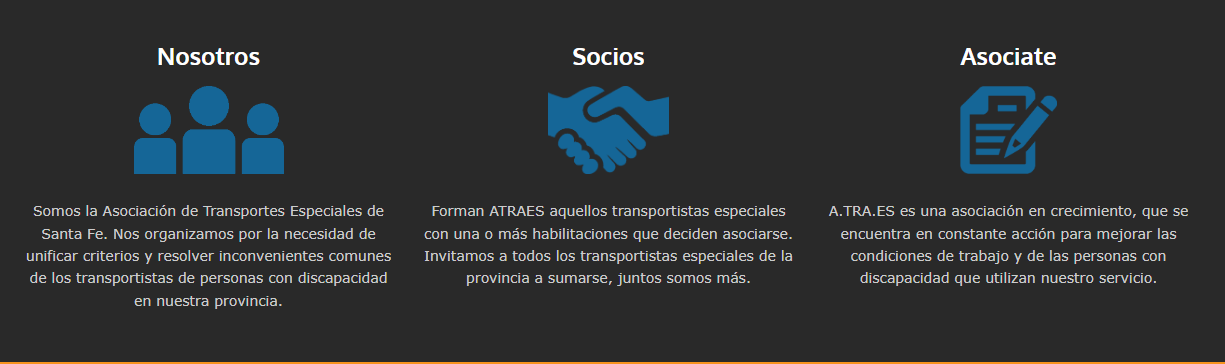 Nosotros
Somos la Asociación de Transportes Especiales de
Santa Fe. Nos organizamos por la necesidad de
unificar criterios y resolver inconvenientes comunes
de los transportistas de personas con discapacidad
en nuestra provincia.
Socios
Forman ATRAES aquellos transportistas especiales
con una o más habilitaciones que deciden asociarse.
Invitamos a todos los transportistas especiales de la
provincia a sumarse, juntos somos más.
Asociate
A.TRA.ES es una asociación en crecimiento, que se
encuentra en constante acción para mejorar las
condiciones de trabajo y de las personas con
discapacidad que utilizan nuestro servicio.